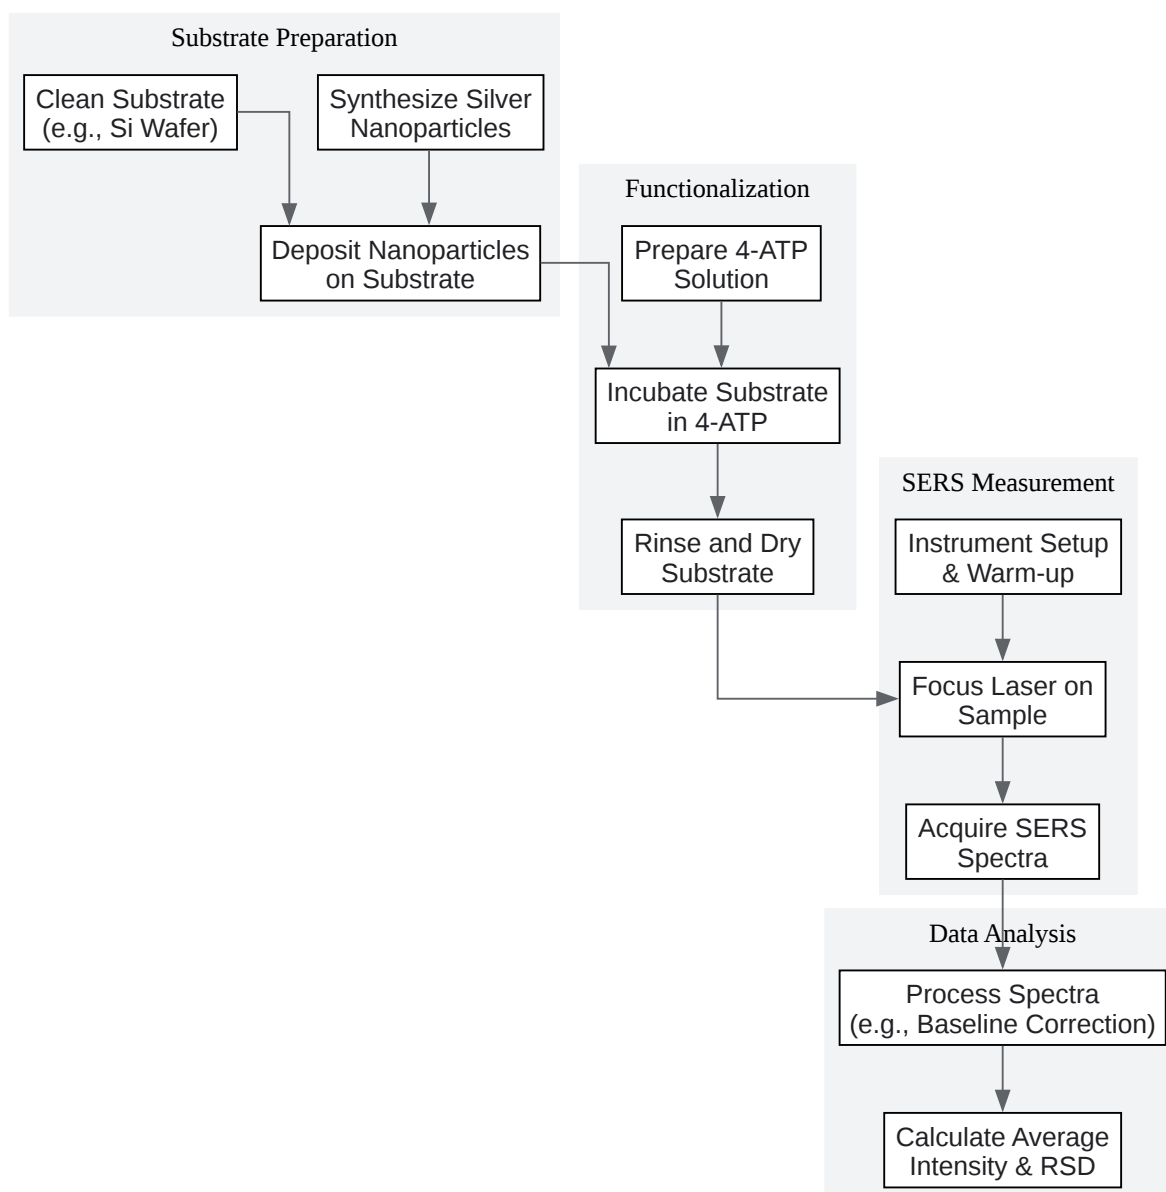 Substrate Preparation
Clean Substrate
(e.g., Si Wafer)
Synthesize Silver
Nanoparticles
Deposit Nanoparticles
on Substrate
Functionalization
Prepare 4-ATP
Solution
Incubate Substrate
in 4-ATP
Rinse and Dry
Substrate
SERS Measurement
Instrument Setup
& Warm-up
Focus Laser on
Sample
Acquire SERS
Spectra
Data Analysis
Process Spectra
(e.g., Baseline Correction)
Calculate Average
Intensity & RSD